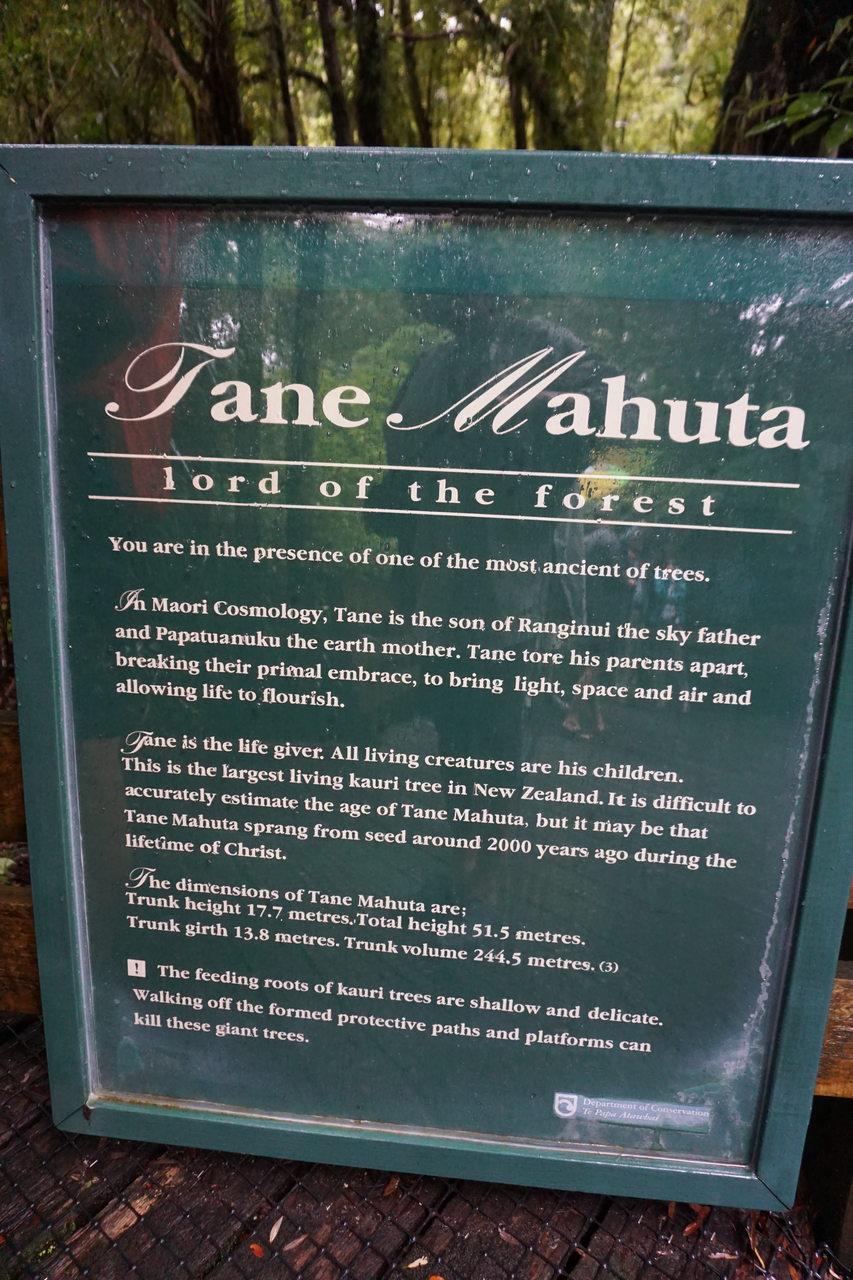 Tane Mahuta
lord of the forest
You are in the presence of one of the most ancient of trees.
In Maori Cosmology, Tane is the son of Ranginui the sky father
and Papatuanuku the earth mother. Tane tore his parents apart,
breaking their primal embrace, to bring light, space and air and
allowing life to flourish.
Tane is the life giver. All living creatures are his children.
This is the largest living kauri tree in New Zealand. It is difficult to
accurately estimate the age of Tane Mahuta, but it may be that
Tane Mahuta sprang from seed around 2000 years ago during the
lifetime of Christ.
The dimensions of Tane Mahuta are;
Trunk height 17.7 metres. Total height 51.5 metres.
Trunk girth 13.8 metres. Trunk volume 244.5 metres. (3)
! The feeding roots of kauri trees are shallow and delicate.
Walking off the formed protective paths and platforms can
kill these giant trees.
Department of Conservation
Te Papa Atawhai